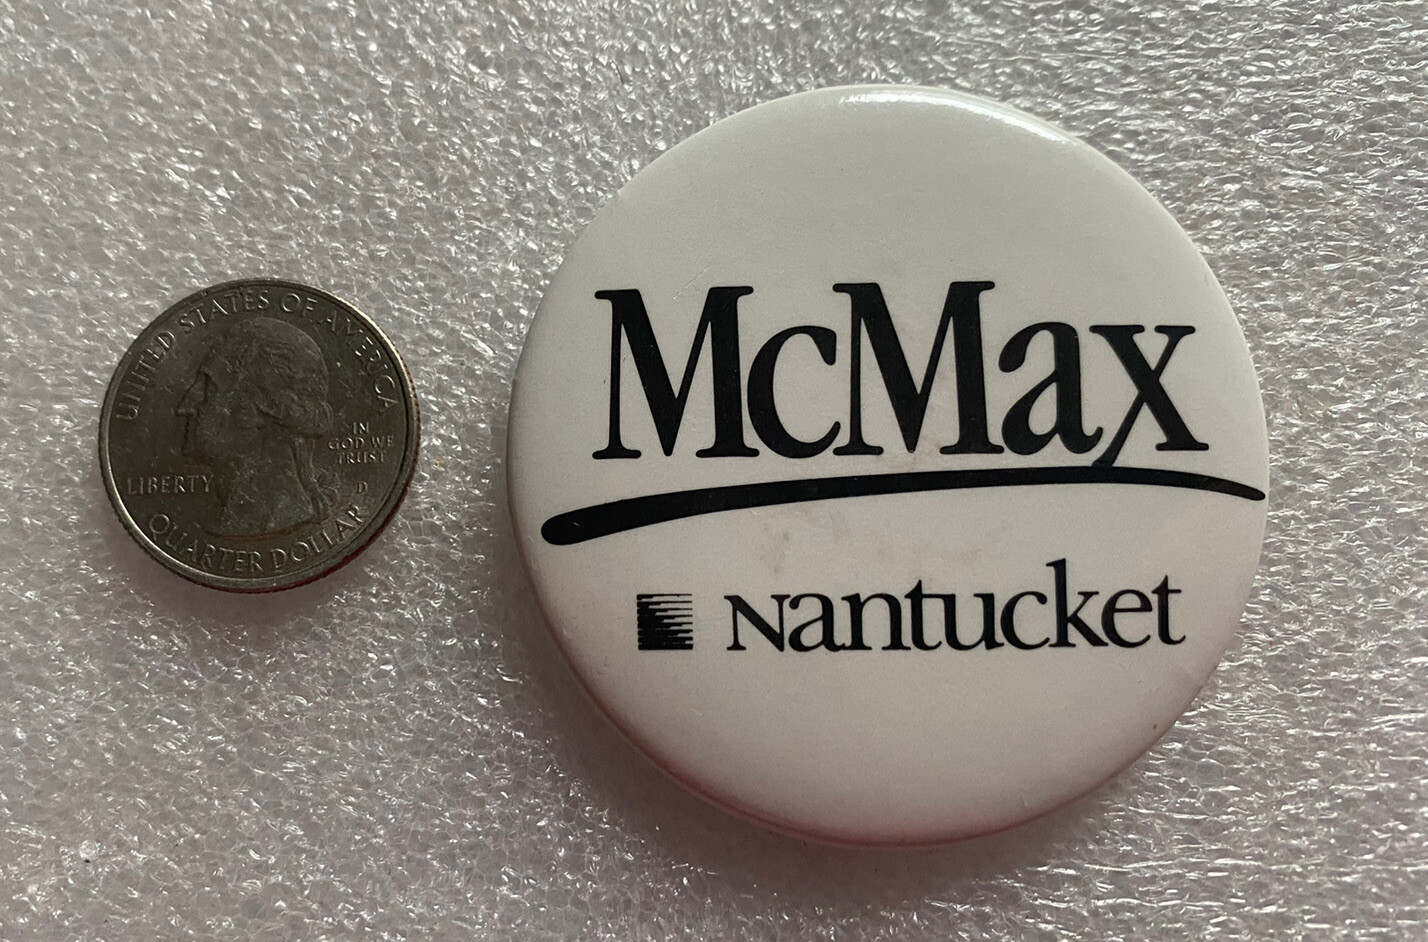 UNITED STATES OF AMERICA
IN
GOD WE
TRUST
LIBERTY
D
QUARTER DOLLAR
McMax
Nantucket